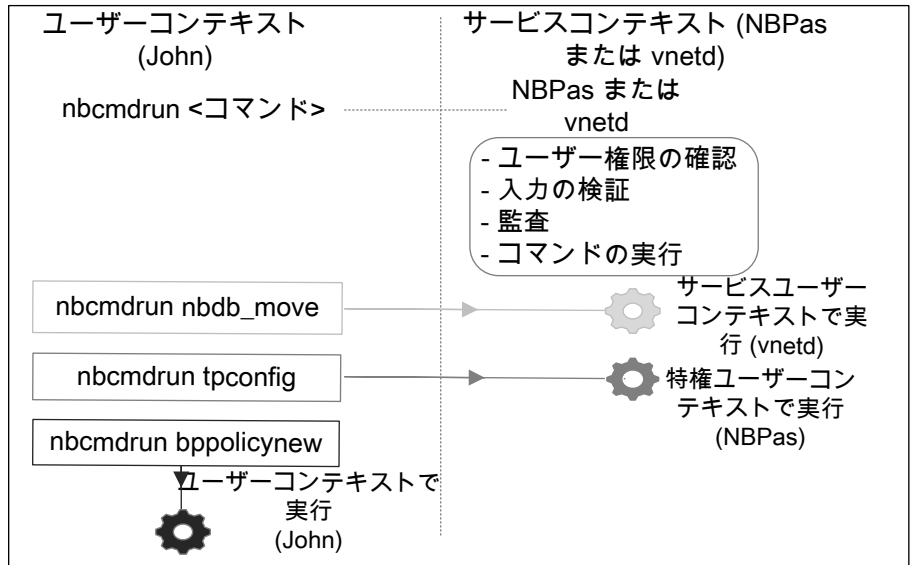 ユーザーコンテキスト
(John)
サービスコンテキスト (NBPas
または vnetd)
nbcmdrun <コマンド>
NBPas または
vnetd
- ユーザー権限の確認
- 入力の検証
- 監査
- コマンドの実行
nbcmdrun nbdb_move
サービスユーザー
コンテキストで実
行 (vnetd)
nbcmdrun tpconfig
特権ユーザーコン
テキストで実行
(NBPas)
nbcmdrun bppolicynew
ユーザーコンテキストで
実行
(John)